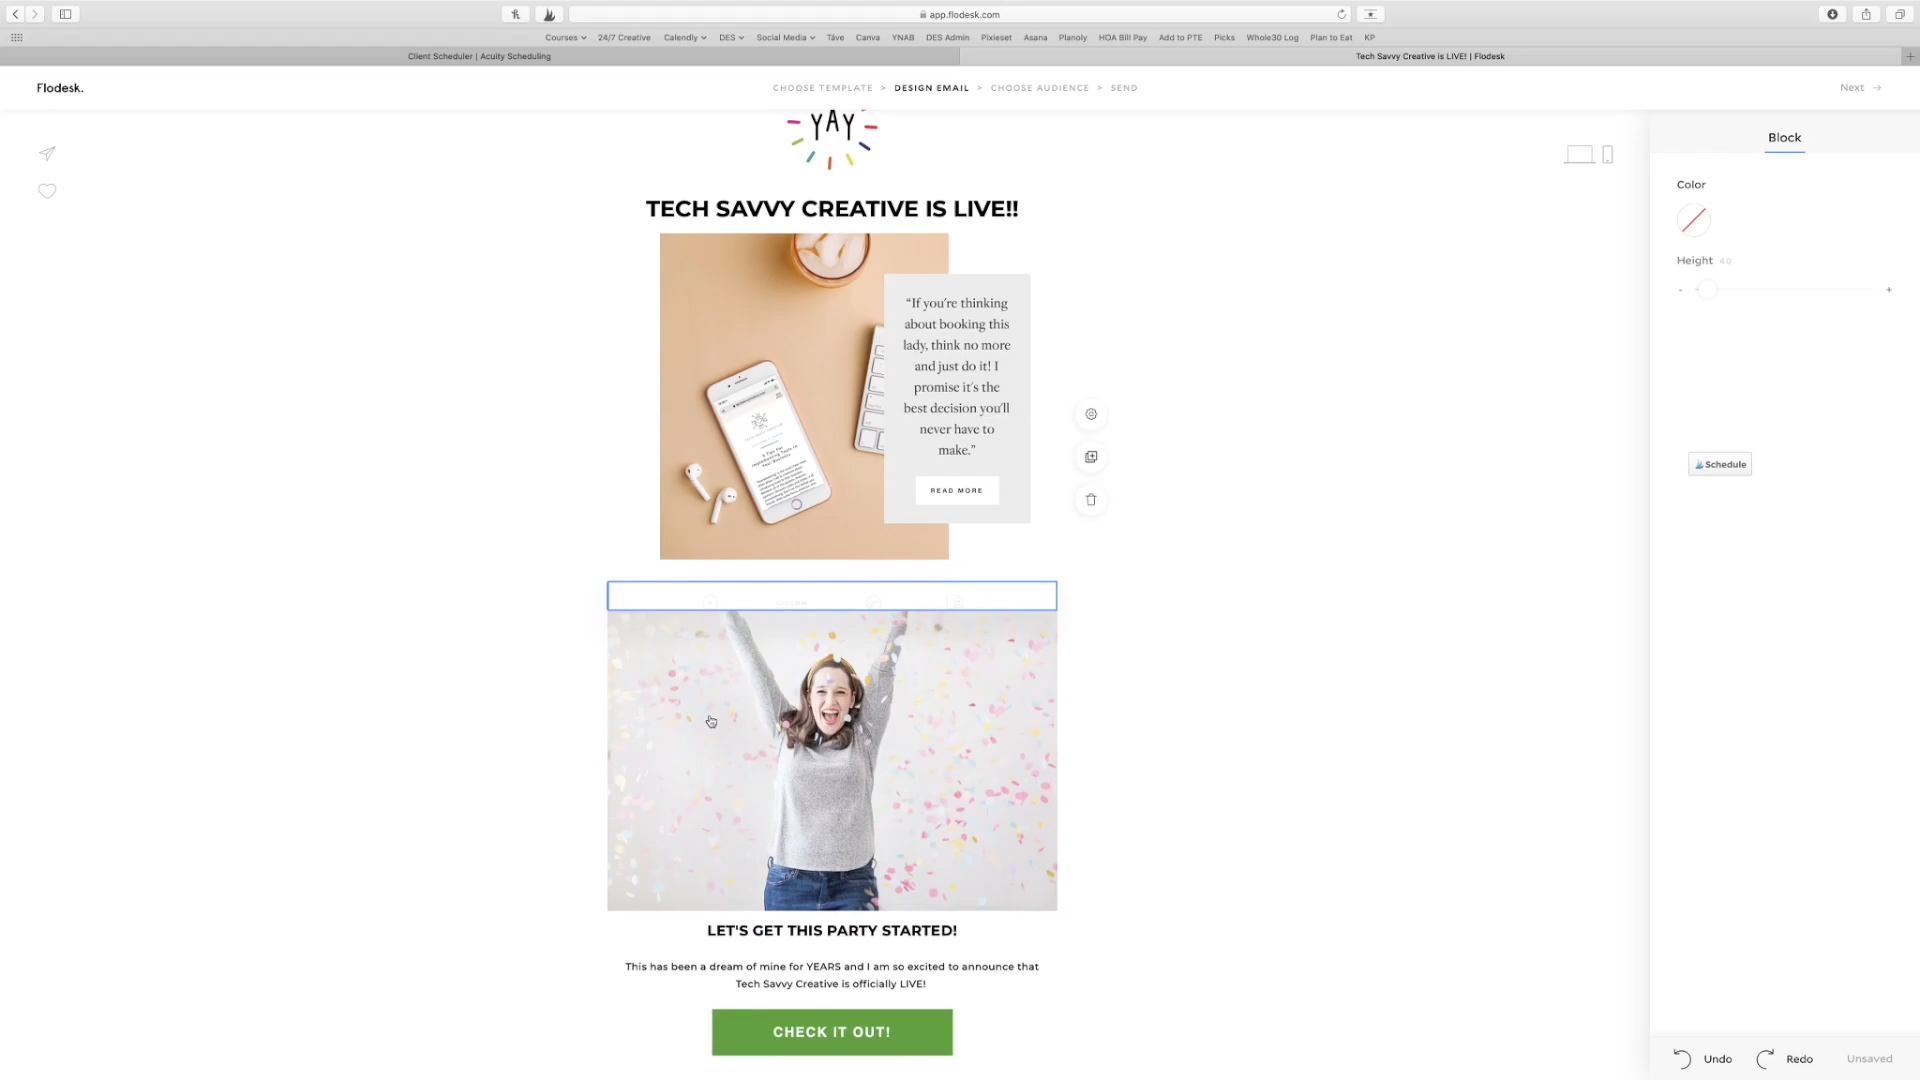 app.flodesk.com
Courses 24/7 Creative Calendly DES Social Media Täve Canva YNAB DES Admin Pixieset Asana Planoly HOA Bill Pay Add to PTE Picks Whole30 Log Plan to Eat KP
Client Scheduler | Acuity Scheduling
Tech Savvy Creative is LIVE! | Flodesk
Flodesk.
CHOOSE TEMPLATE > DESIGN EMAIL > CHOOSE AUDIENCE > SEND
Next
YAY
Block
TECH SAVVY CREATIVE IS LIVE!!
Color
Height 40
- +
“If you're thinking
about booking this
lady, think no more
and just do it! I
promise it's the
best decision you'll
never have to
make.”
READ MORE
Schedule
LET'S GET THIS PARTY STARTED!
This has been a dream of mine for YEARS and I am so excited to announce that
Tech Savvy Creative is officially LIVE!
CHECK IT OUT!
Undo Redo Unsaved